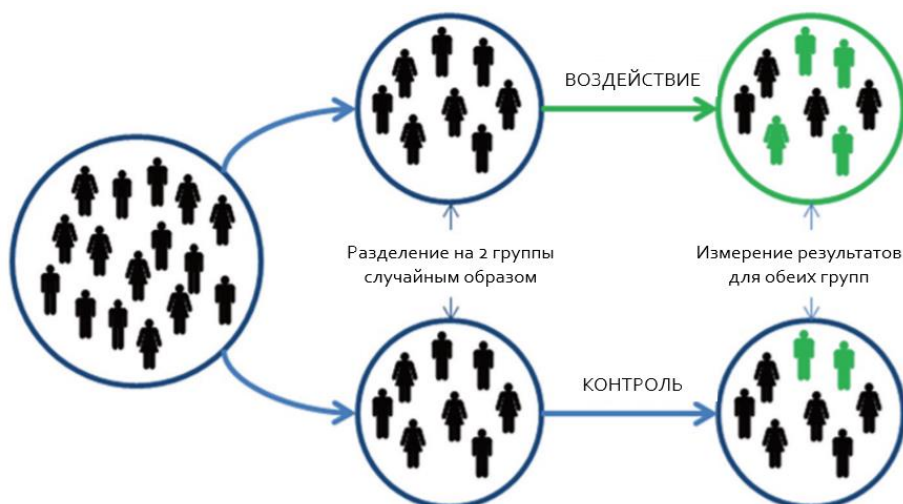 ВОЗДЕЙСТВИЕ
Разделение на 2 группы
случайным образом
Измерение результатов
для обеих групп
КОНТРОЛЬ